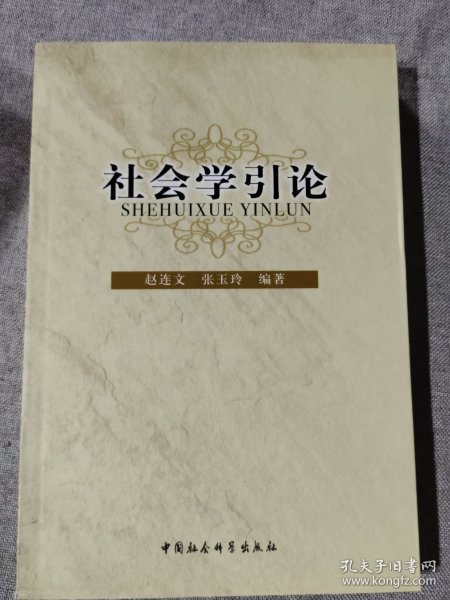 社会学引论
SHEHUIXUE YINLUN
赵连文 张玉玲 编著
中国社会科学出版社
孔夫子旧书网
www.kongfz.com